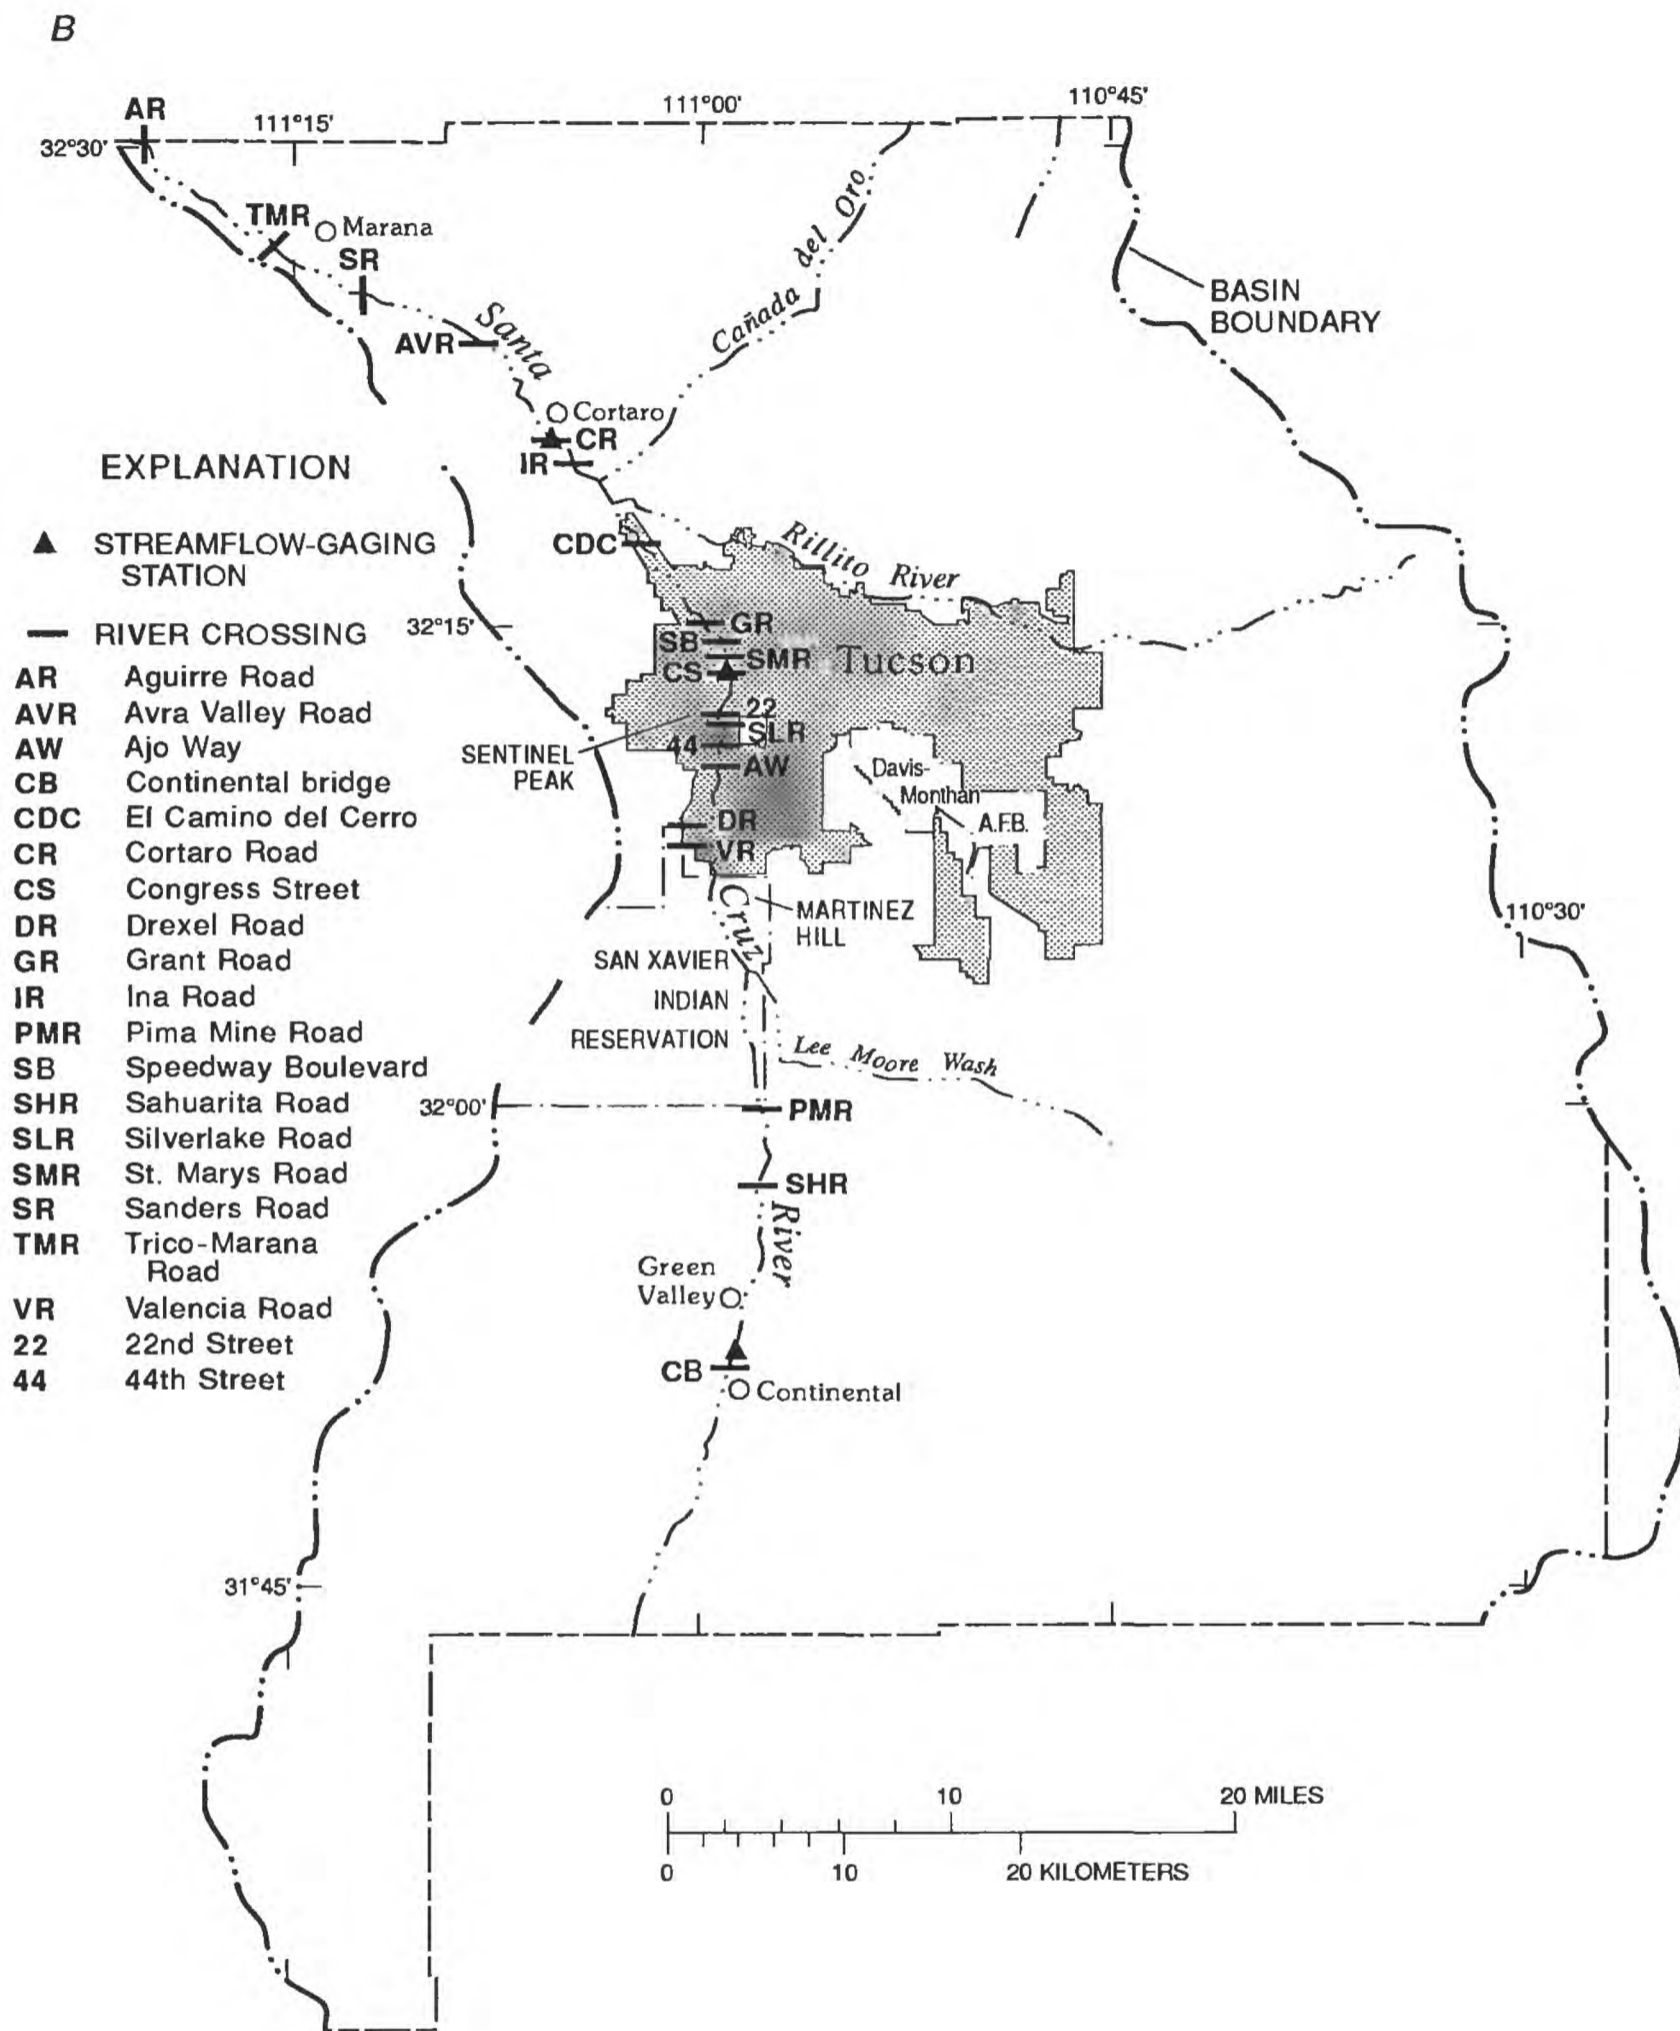 B
AR
111°15'
111°00'
110°45'
32°30'
TMR
Marana
SR
AVR
Santa
Cañada del Oro
BASIN
BOUNDARY
Cortaro
CR
IR
EXPLANATION
STREAMFLOW-GAGING
STATION
RIVER CROSSING
AR Aguirre Road
AVR Avra Valley Road
AW Ajo Way
CB Continental bridge
CDC El Camino del Cerro
CR Cortaro Road
CS Congress Street
DR Drexel Road
GR Grant Road
IR Ina Road
PMR Pima Mine Road
SB Speedway Boulevard
SHR Sahuarita Road
SLR Silverlake Road
SMR St. Marys Road
SR Sanders Road
TMR Trico-Marana
Road
VR Valencia Road
22 22nd Street
44 44th Street
CDC
Rillito River
32°15'
GR
SB
SMR
CS
Tucson
22
SLR
44
AW
SENTINEL
PEAK
Davis-
Monthan
A.F.B.
DR
VR
Cruz
MARTINEZ
HILL
110°30'
SAN XAVIER
INDIAN
RESERVATION
Lee Moore Wash
32°00'
PMR
SHR
River
Green
Valley
CB
Continental
31°45'
0 10 20 MILES
0 10 20 KILOMETERS